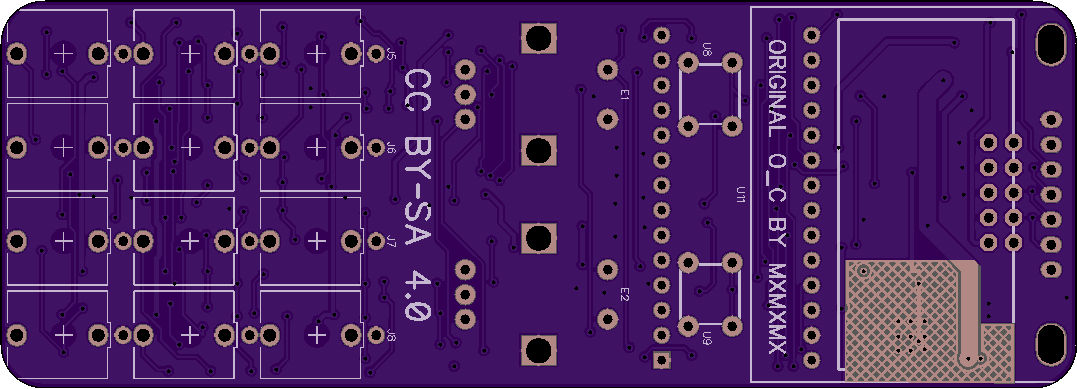 J5
J6
J7
J8
CC BY-SA 4.0
E1
E2
U8
U9
U11
ORIGINAL O_C BY MXMXMX